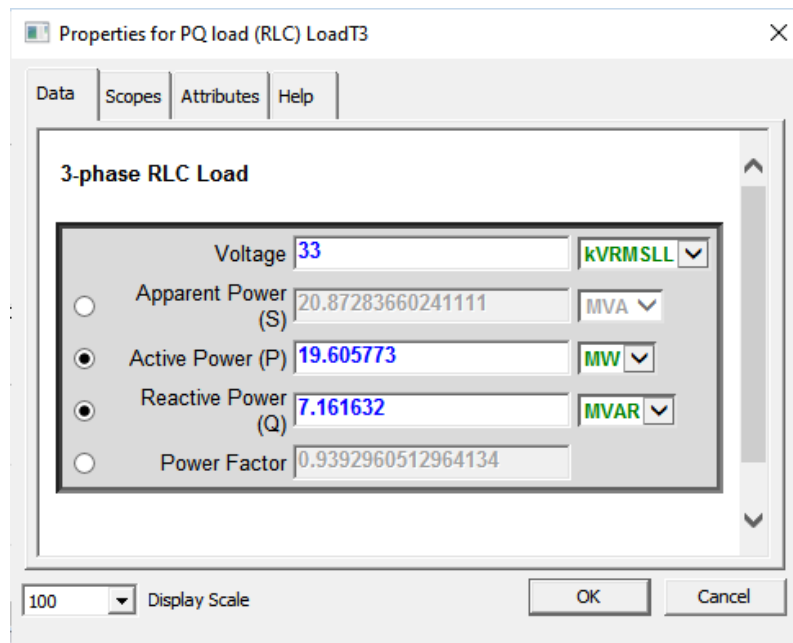 Properties for PQ load (RLC) LoadT3
Data Scopes Attributes Help
3-phase RLC Load
Voltage 33 kVRMSLL
Apparent Power (S) 20.87283660241111 MVA
Active Power (P) 19.605773 MW
Reactive Power (Q) 7.161632 MVAR
Power Factor 0.9392960512964134
100 Display Scale OK Cancel